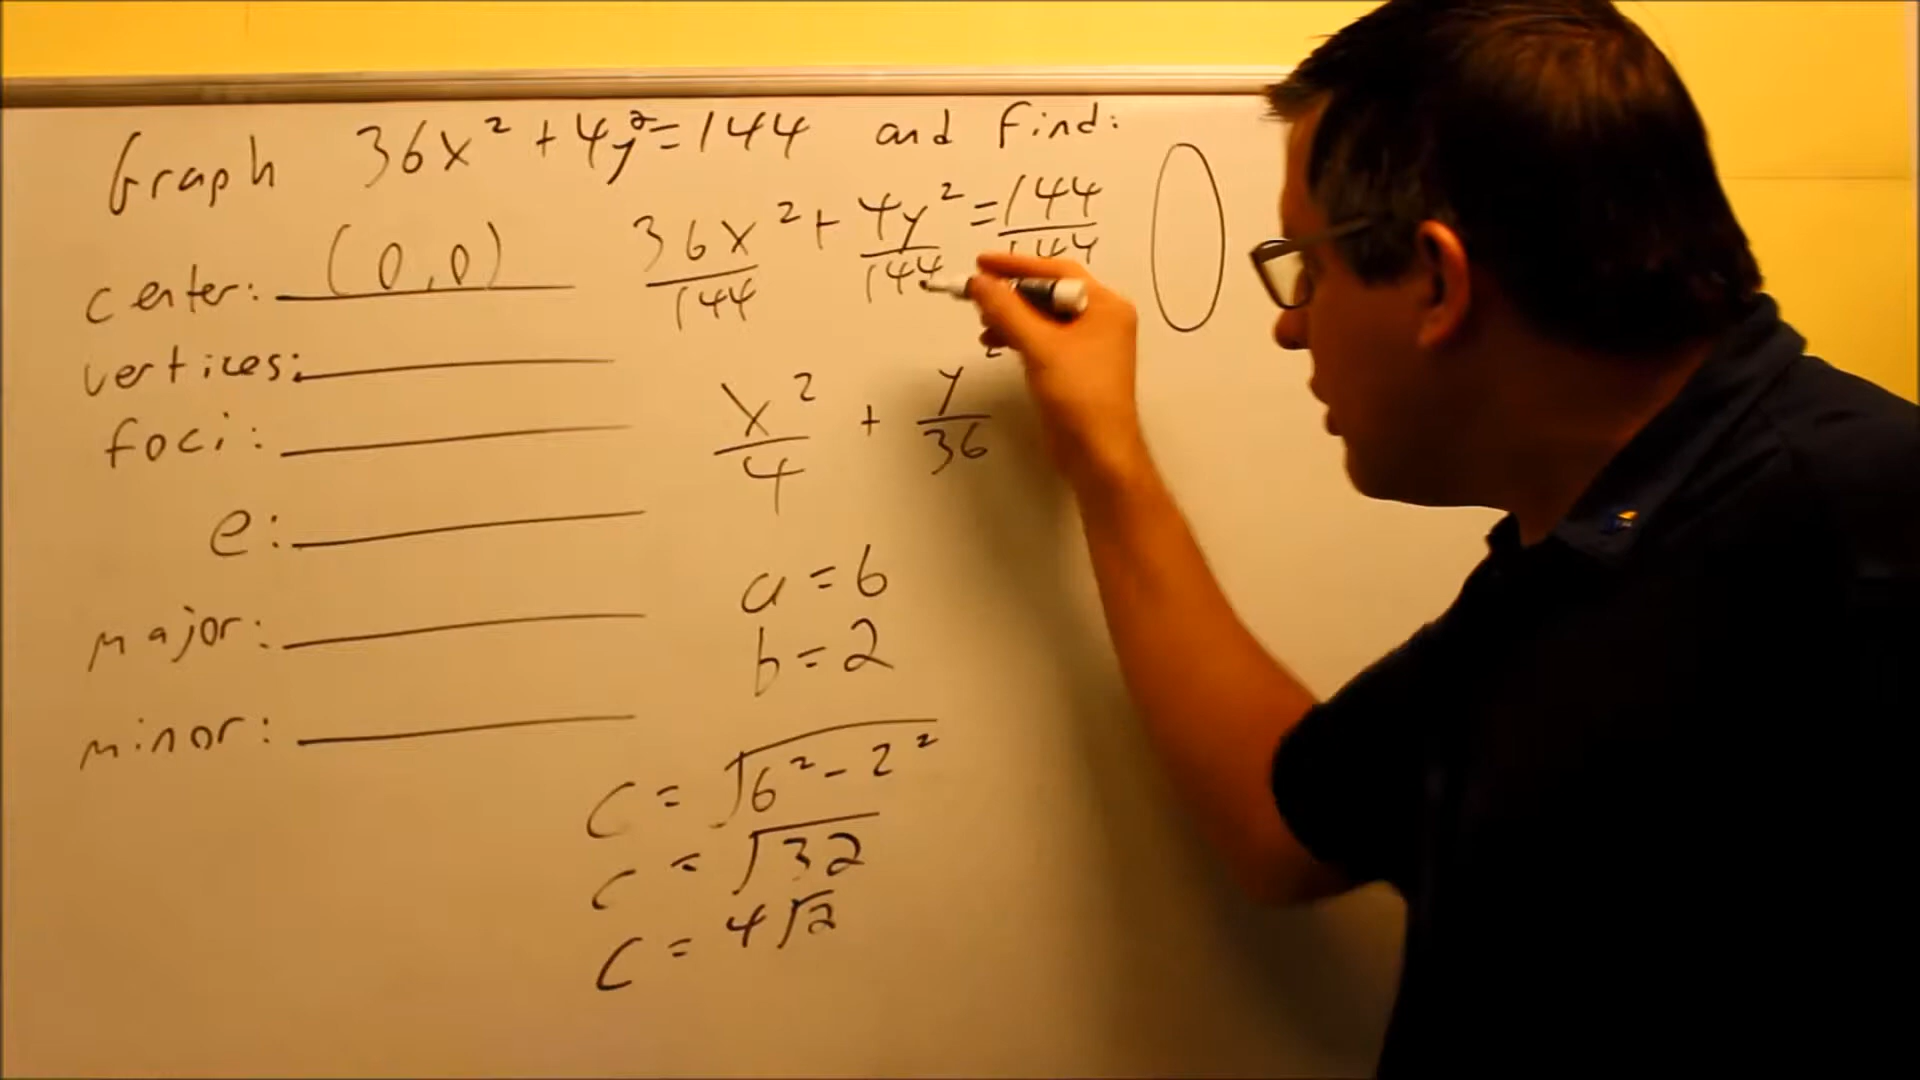 Graph 36x² + 4y² = 144 and find:
center: (0,0)
vertices:
foci:
e:
major:
minor:
36x²/144 + 4y²/144 = 144/144
x²/4 + y²/36
a = 6
b = 2
c = √6² - 2²
c = √32
c = 4√2